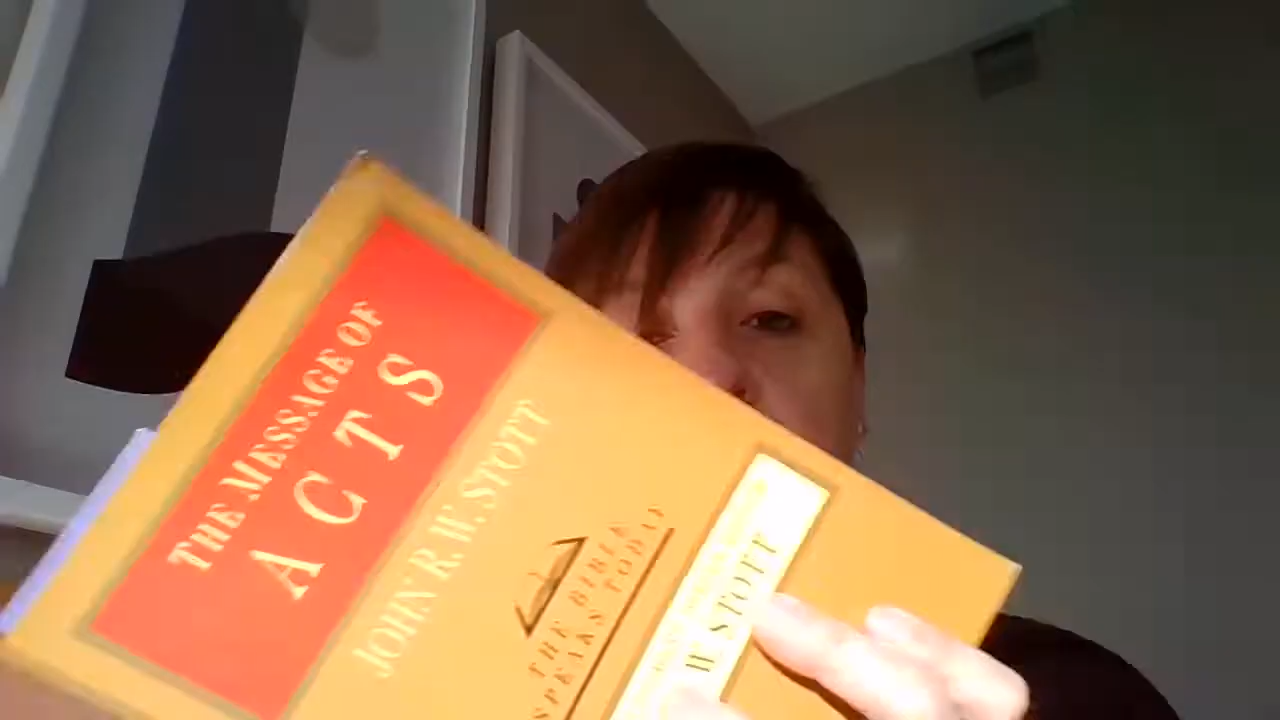 THE MESSAGE OF
ACTS
JOHN R. W. STOTT
THE BIBLE
SPEAKS TODAY
W. STOTT